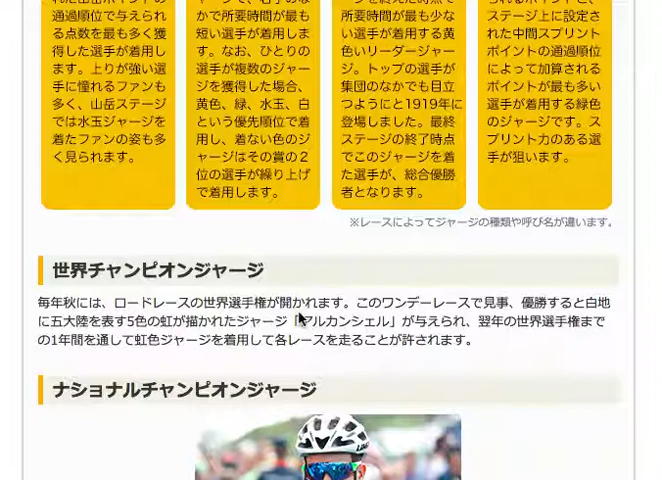 通過順位で与えられ
る点数を最も多く獲
得した選手が着用し
ます。上りが強い選
手に憧れるファンも
多く、山岳ステージ
では水玉ジャージを
着たファンの姿も多
く見られます。
かで所要時間が最も
短い選手が着用しま
す。なお、ひとりの
選手が複数のジャー
ジを獲得した場合、
黄色、緑、水玉、白
という優先順位で着
用し、着ない色のジ
ャージはその賞の２
位の選手が繰り上げ
で着用します。
所要時間が最も少な
い選手が着用する黄
色いリーダージャー
ジ。トップの選手が
集団のなかでも目立
つようにと1919年に
登場しました。最終
ステージの終了時点
でこのジャージを着
た選手が、総合優勝
者となります。
ステージ上に設定さ
れた中間スプリント
ポイントの通過順位
によって加算される
ポイントが最も多い
選手が着用する緑色
のジャージです。ス
プリント力のある選
手が狙います。
※レースによってジャージの種類や呼び名が違います。
世界チャンピオンジャージ
毎年秋には、ロードレースの世界選手権が開かれます。このワンデーレースで見事、優勝すると白地
に五大陸を表す5色の虹が描かれたジャージ「アルカンシェル」が与えられ、翌年の世界選手権まで
の1年間を通して虹色ジャージを着用して各レースを走ることが許されます。
ナショナルチャンピオンジャージ